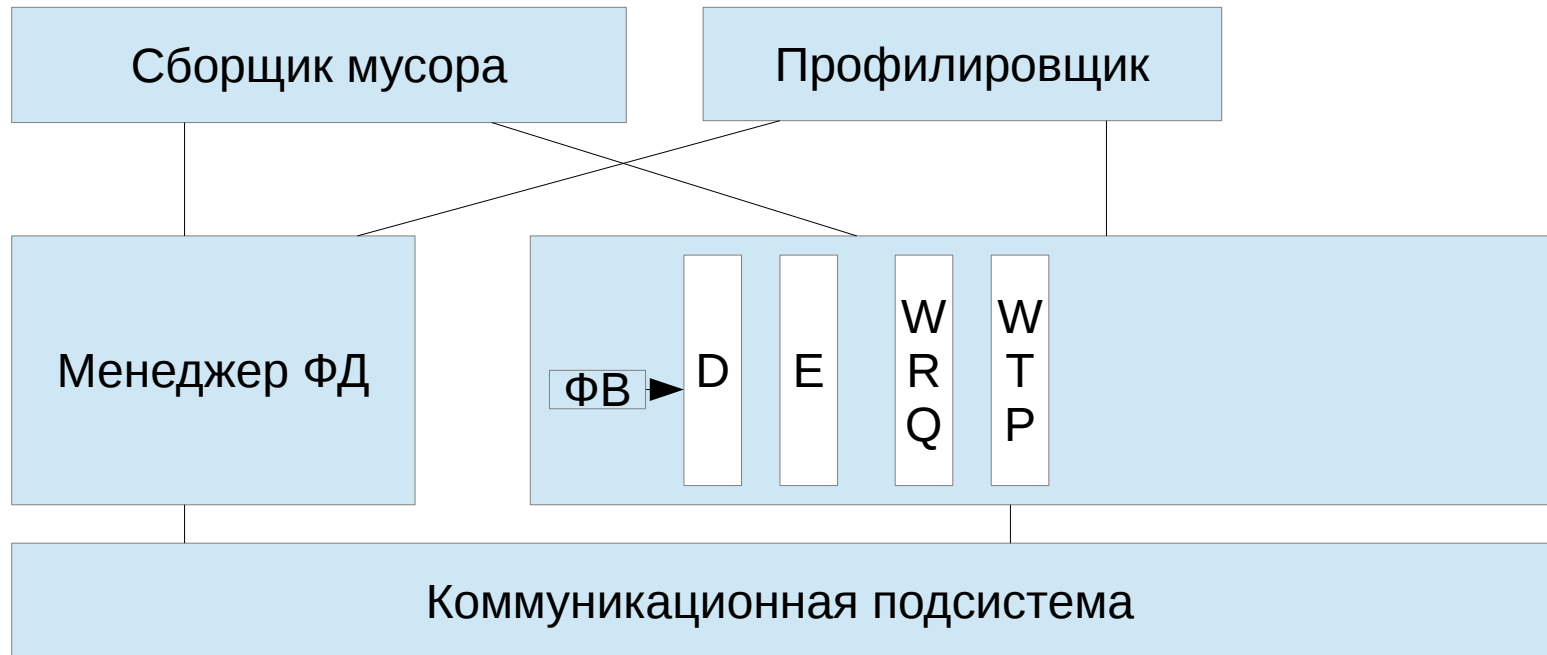 Сборщик мусора
Профилировщик
Менеджер ФД
ФВ
D
E
W
R
Q
W
T
P
Коммуникационная подсистема